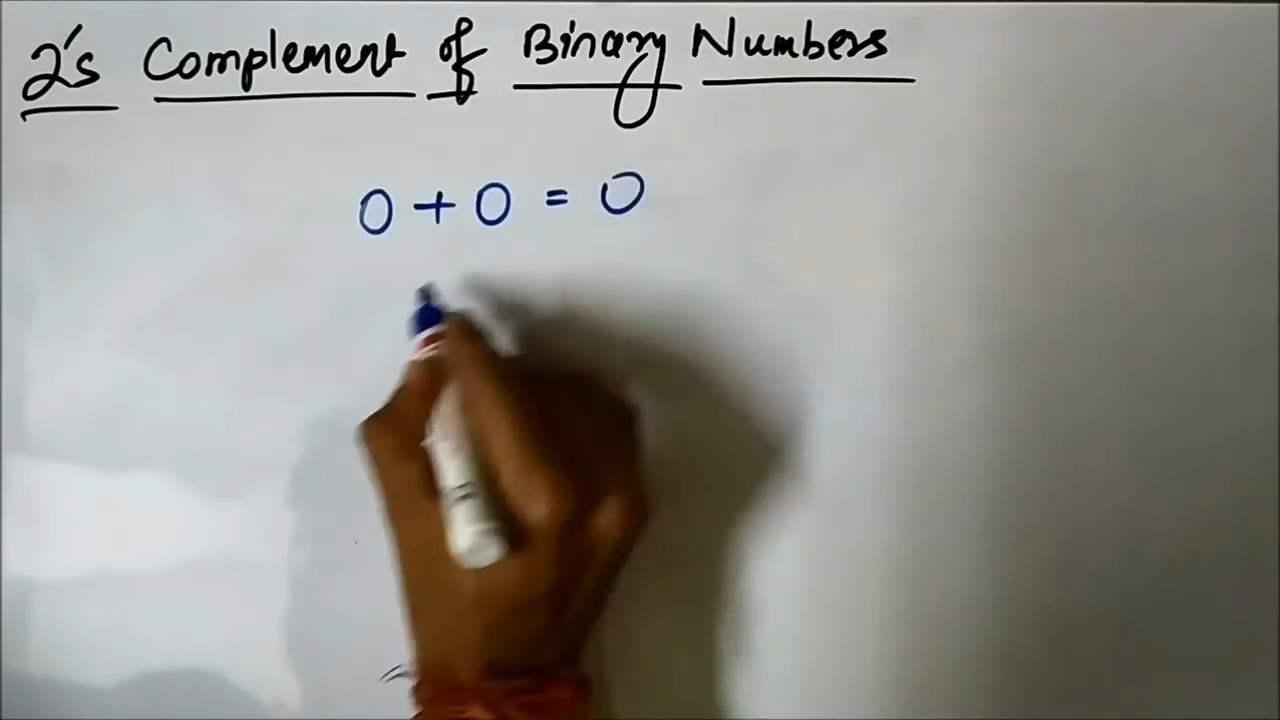 2's Complement of Binary Numbers
0 + 0 = 0